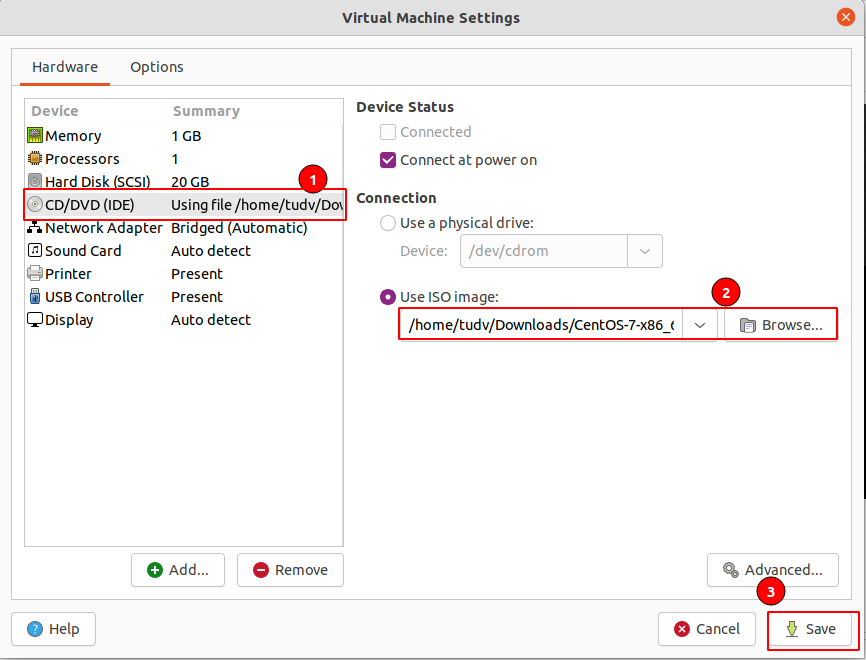 Virtual Machine Settings
Hardware Options
Device Summary
Memory 1 GB
Processors 1
Hard Disk (SCSI) 20 GB
1
CD/DVD (IDE) Using file /home/tudv/Dov
Network Adapter Bridged (Automatic)
Sound Card Auto detect
Printer Present
USB Controller Present
Display Auto detect
Add... Remove
Device Status
Connected
Connect at power on
Connection
Use a physical drive:
Device: /dev/cdrom
Use ISO image:
2
/home/tudv/Downloads/CentOS-7-x86_6 Browse...
Advanced...
3
? Help Cancel Save